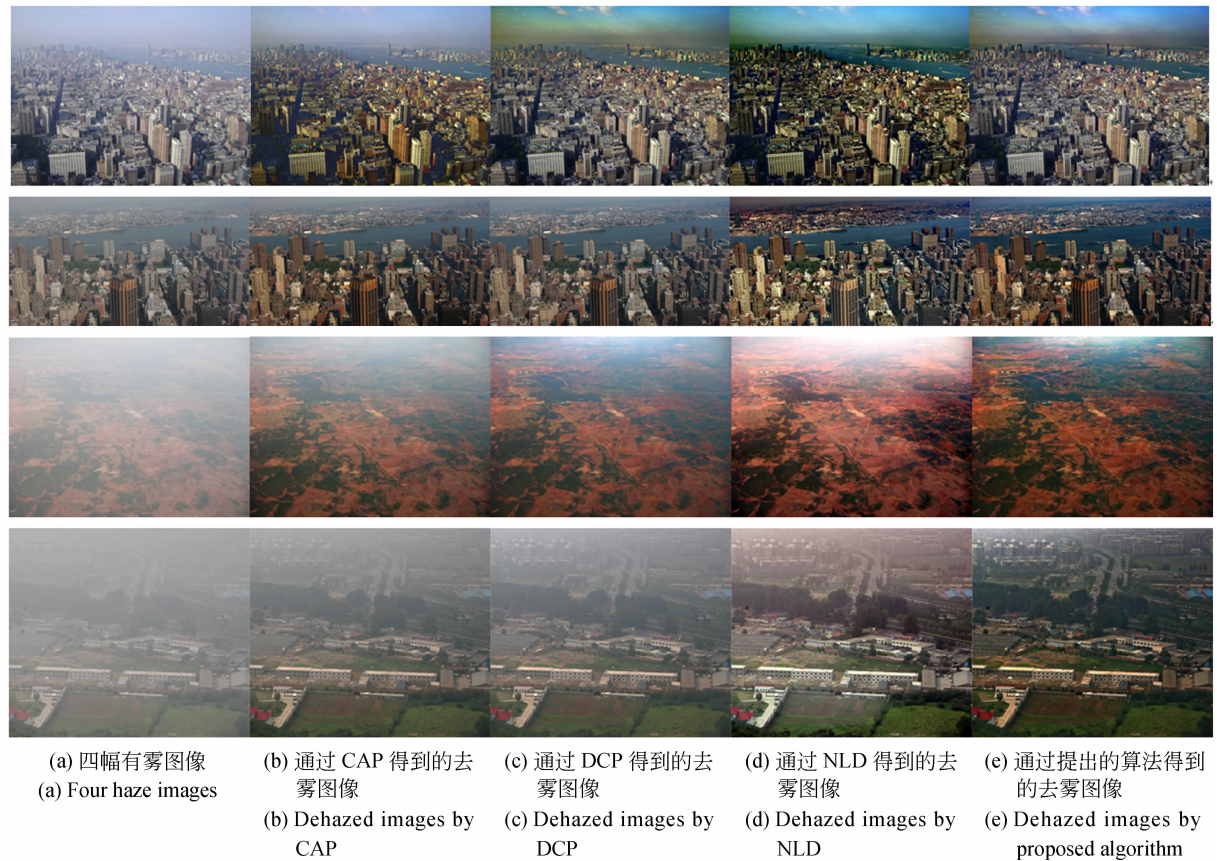 (a) 四幅有雾图像
(a) Four haze images
(b) 通过 CAP 得到的去
雾图像
(b) Dehazed images by
CAP
(c) 通过 DCP 得到的去
雾图像
(c) Dehazed images by
DCP
(d) 通过 NLD 得到的去
雾图像
(d) Dehazed images by
NLD
(e) 通过提出的算法得到
的去雾图像
(e) Dehazed images by
proposed algorithm